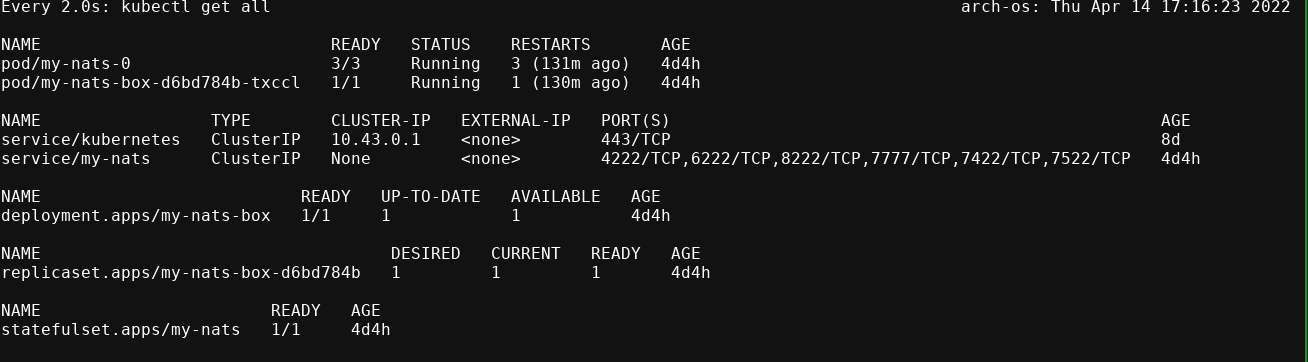 Every 2.0s: kubectl get all                                                                     arch-os: Thu Apr 14 17:16:23 2022
NAME                             READY   STATUS    RESTARTS       AGE
pod/my-nats-0                    3/3     Running   3 (131m ago)   4d4h
pod/my-nats-box-d6bd784b-txccl   1/1     Running   1 (130m ago)   4d4h
NAME                 TYPE        CLUSTER-IP   EXTERNAL-IP   PORT(S)                                                 AGE
service/kubernetes   ClusterIP   10.43.0.1    <none>        443/TCP                                                 8d
service/my-nats      ClusterIP   None         <none>        4222/TCP,6222/TCP,8222/TCP,7777/TCP,7422/TCP,7522/TCP   4d4h
NAME                          READY   UP-TO-DATE   AVAILABLE   AGE
deployment.apps/my-nats-box   1/1     1            1           4d4h
NAME                                   DESIRED   CURRENT   READY   AGE
replicaset.apps/my-nats-box-d6bd784b   1         1         1       4d4h
NAME                       READY   AGE
statefulset.apps/my-nats   1/1     4d4h